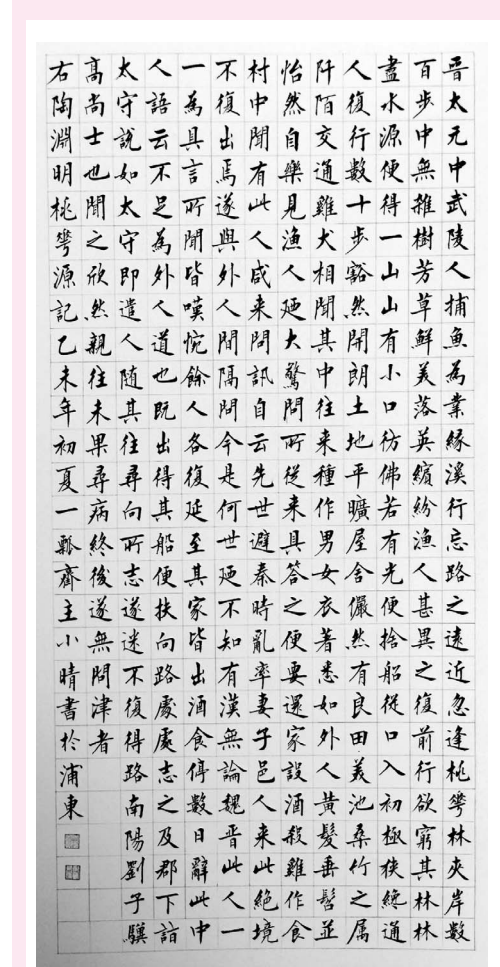 晉太元中武陵人捕魚為業緣溪行忘路之遠近忽逢桃華林夾岸數
百步中無雜樹芳草鮮美落英繽紛漁人甚異之復前行欲窮其林林
盡水源便得一山山有小口彷佛若有光便捨船從口入初極狹終通
人復行數十步豁然開朗土地平曠屋舍儼然有良田美池桑竹之属
阡陌交通雞犬相聞其中往来種作男女衣著悉如外人黄髮垂髫並
怡然自樂見漁人廼大驚問所從来具答之便要還家設酒殺雞作食
村中聞有此人咸来問訊自云先世避秦時亂率妻子邑人来此絕境
不復出焉遂與外人間隔問今是何世廼不知有漢無論魏晉此人一
一為具言所聞皆嘆惋餘人各復延至其家皆出酒食停數日辭此中
人語云不足為外人道也既出得其船便扶向路處處志之及郡下詣
太守說如太守即遣人隨其往尋向所志遂迷不復得路南陽劉子驥
高尚士也聞之欣然親往未果尋病終後遂無問津者
右陶淵明桃華源記乙未年初夏一瓢齋主小晴書於浦東